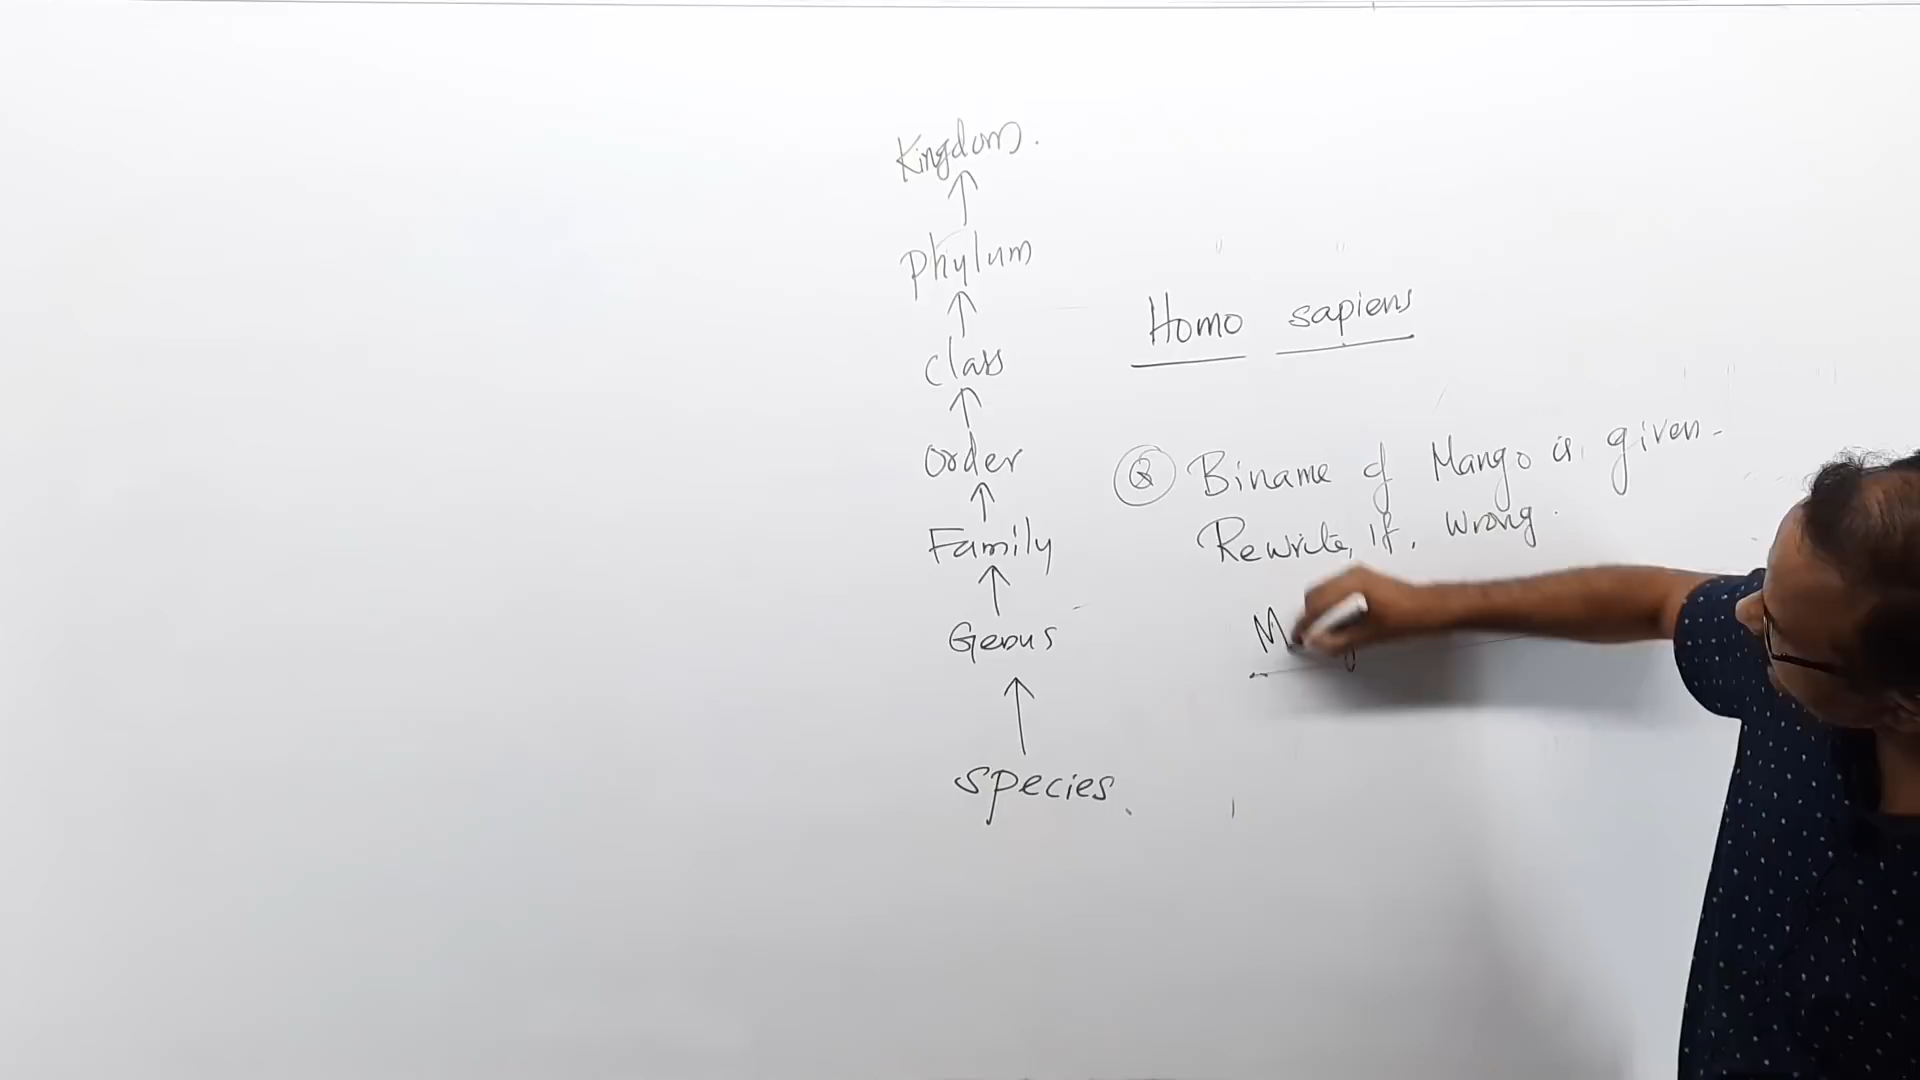 Kingdom.
Phylum
Class
Order
Family
Genus
Species.
Homo sapiens
Q Biname of Mango is given-
Rewrite, if, wrong.